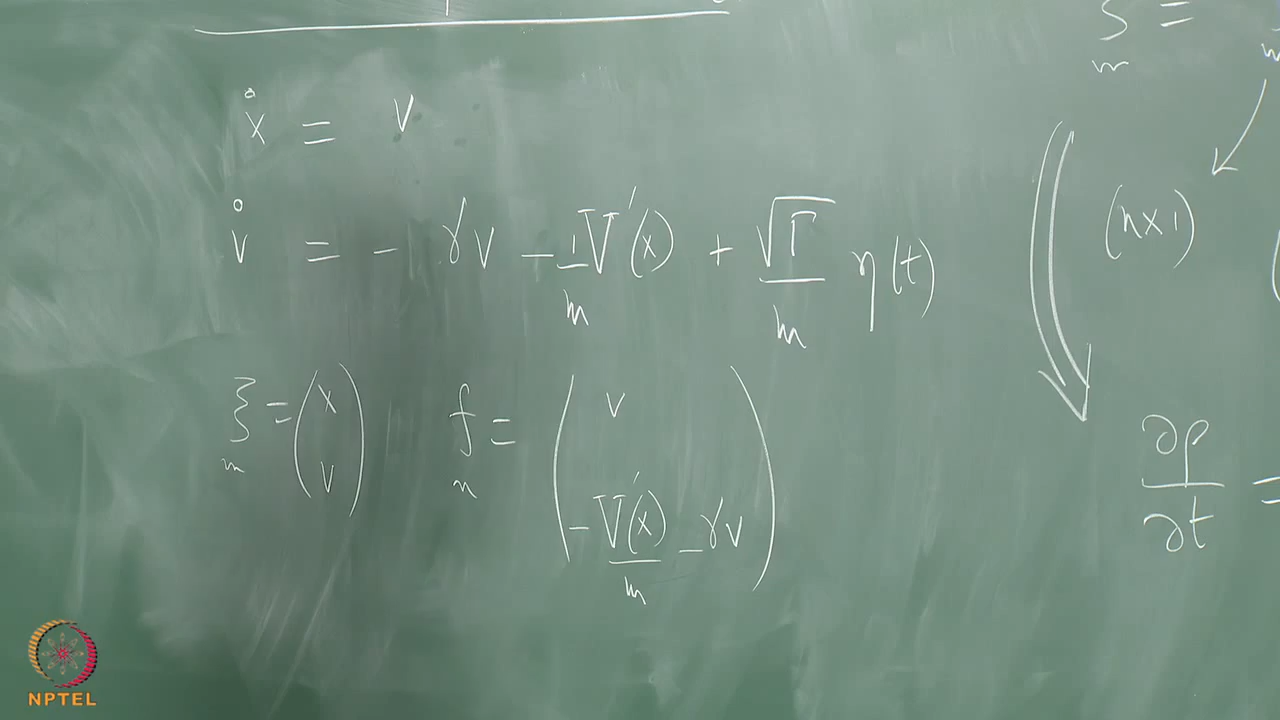 ẋ = v
v̇ = - γv - 1/m V'(x) + √Γ/m η(t)
ξ = (x v) f = (v -V'(x)/m - γv)
ξ =
(n×1)
∂ρ/∂t =
NPTEL